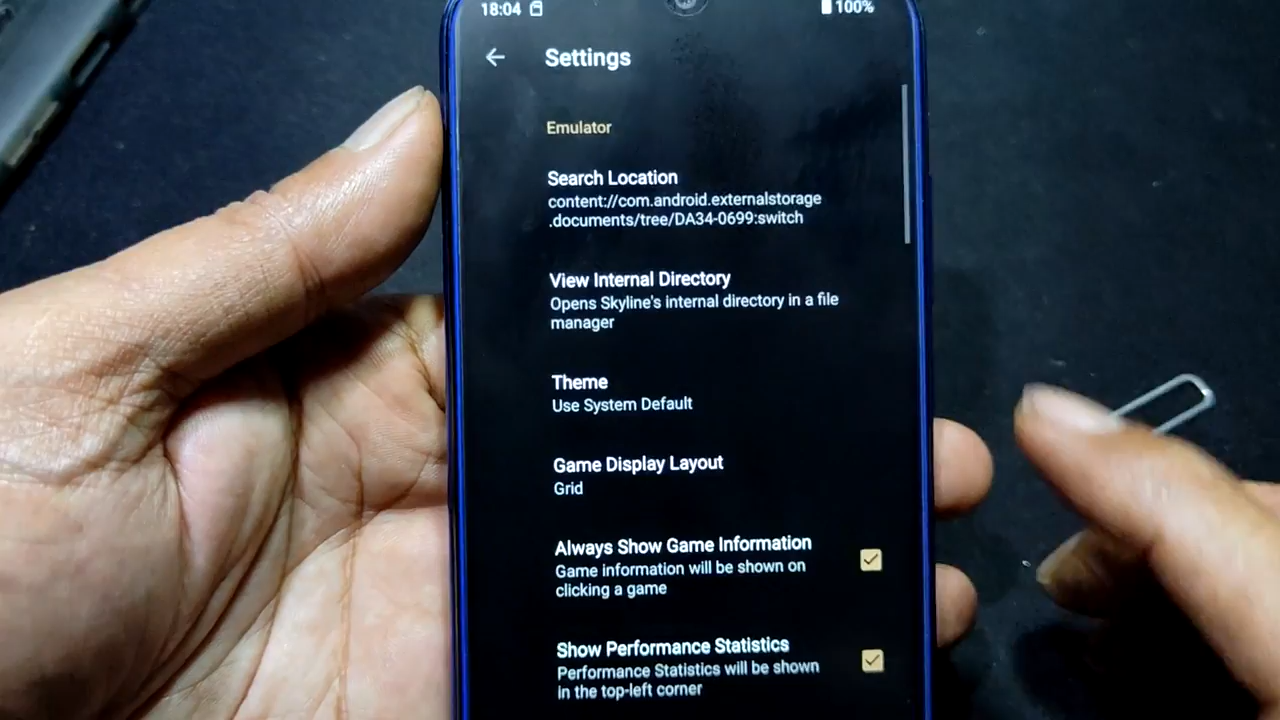 18:04
100%
Settings
Emulator
Search Location
content://com.android.externalstorage
.documents/tree/DA34-0699:switch
View Internal Directory
Opens Skyline's internal directory in a file
manager
Theme
Use System Default
Game Display Layout
Grid
Always Show Game Information
Game information will be shown on
clicking a game
Show Performance Statistics
Performance Statistics will be shown
in the top-left corner